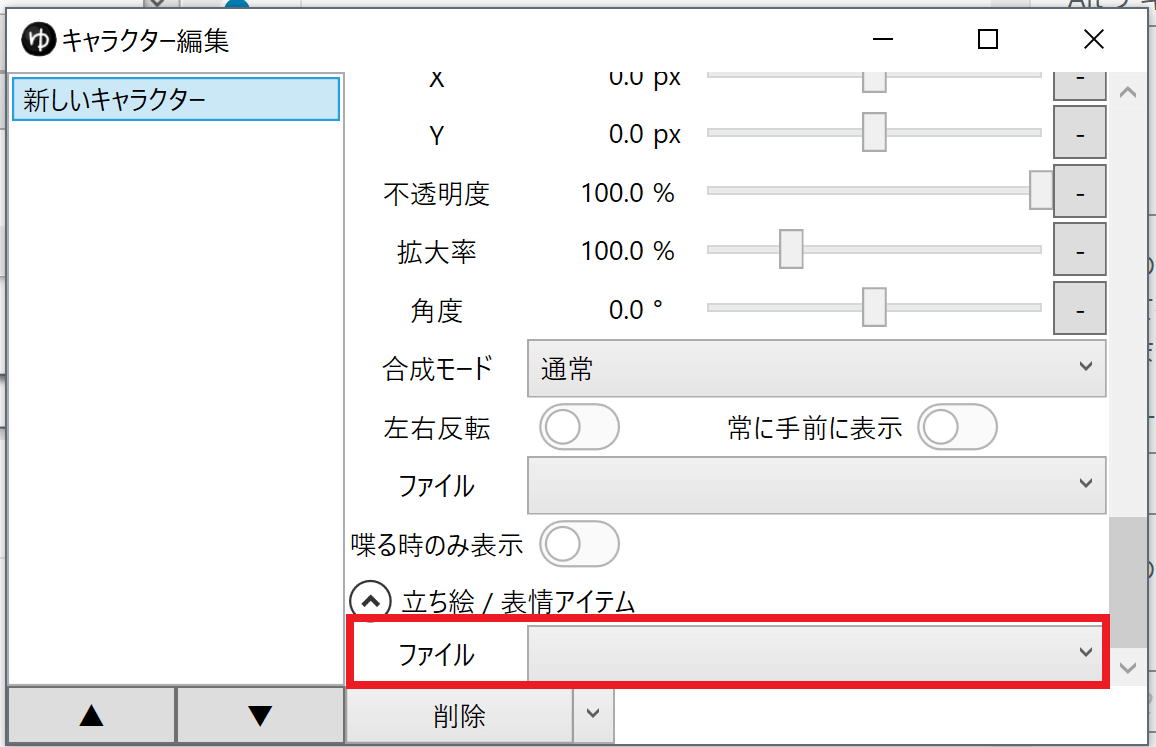 ゆ キャラクター編集
新しいキャラクター
X 0.0 px -
Y 0.0 px -
不透明度 100.0 % -
拡大率 100.0 % -
角度 0.0 ° -
合成モード 通常
左右反転 常に手前に表示
ファイル
喋る時のみ表示
立ち絵 / 表情アイテム
ファイル
▲ ▼ 削除